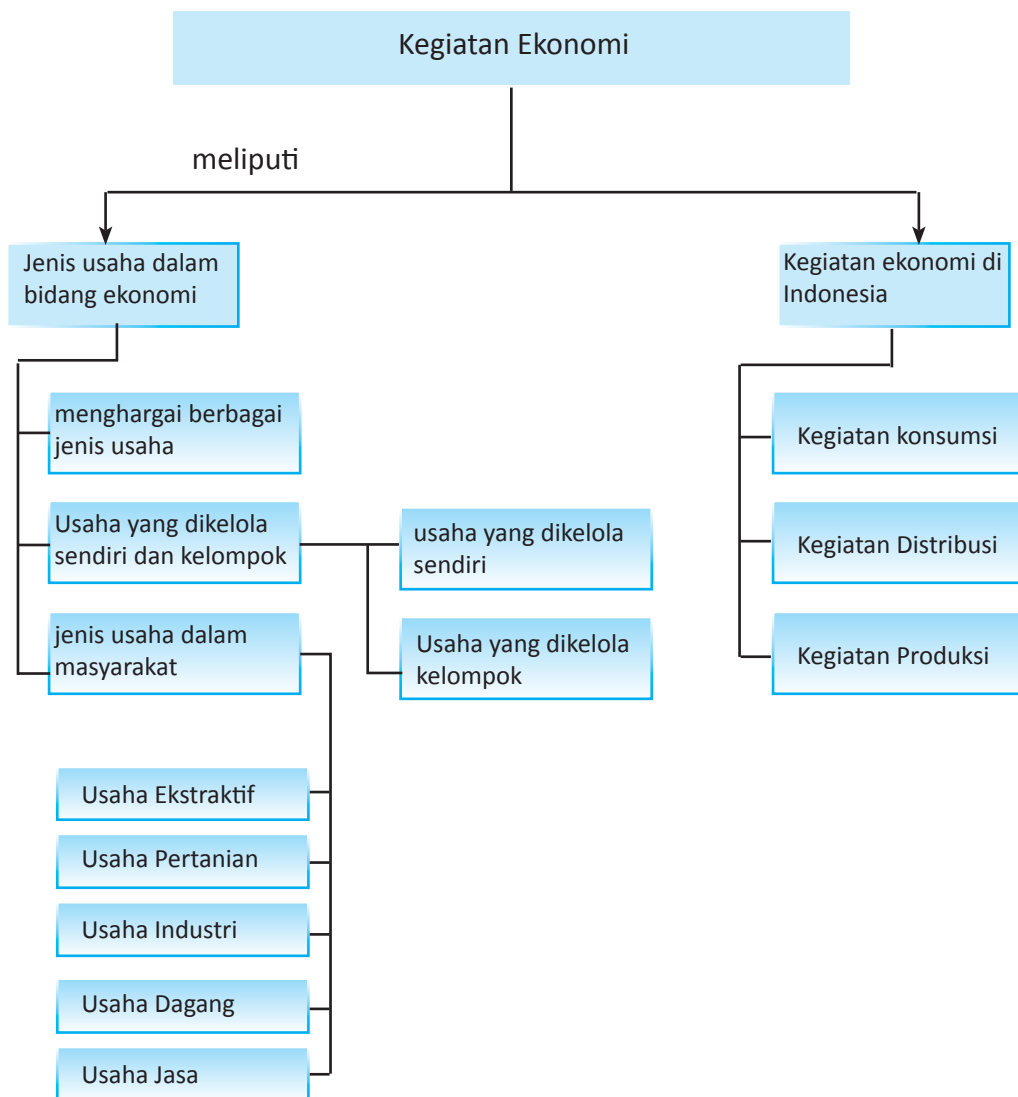 Kegiatan Ekonomi
meliputi
Jenis usaha dalam
bidang ekonomi
menghargai berbagai
jenis usaha
Usaha yang dikelola
sendiri dan kelompok
usaha yang dikelola
sendiri
Usaha yang dikelola
kelompok
jenis usaha dalam
masyarakat
Usaha Ekstraktif
Usaha Pertanian
Usaha Industri
Usaha Dagang
Usaha Jasa
Kegiatan ekonomi di
Indonesia
Kegiatan konsumsi
Kegiatan Distribusi
Kegiatan Produksi